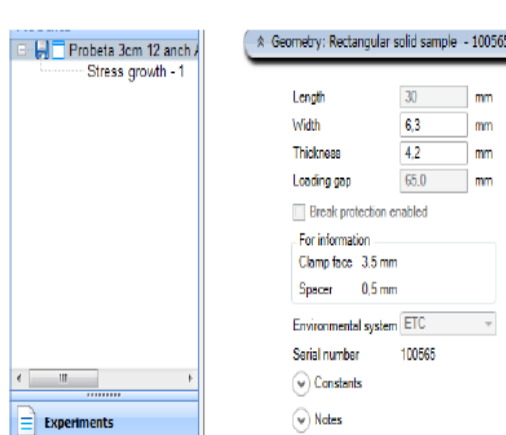 Probeta 3cm 12 anch
Stress growth - 1
Experiments
Geometry: Rectangular solid sample - 100565
Length 30 mm
Width 6,3 mm
Thickness 4,2 mm
Loading gap 65.0 mm
Break protection enabled
For information
Clamp face 3.5 mm
Spacer 0,5 mm
Environmental system ETC
Serial number 100565
Constants
Notes